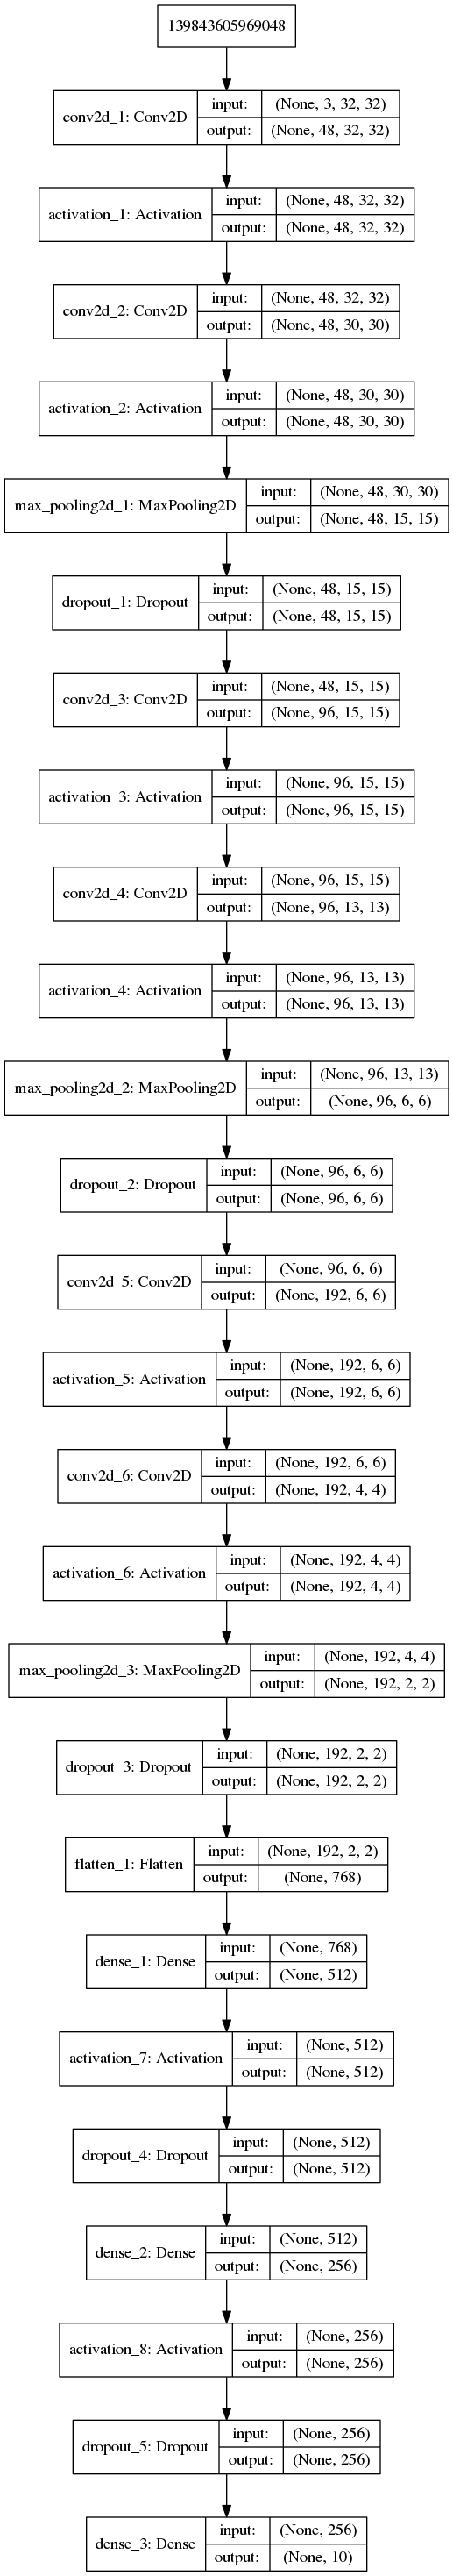 139843605969048
conv2d_1: Conv2D input: (None, 3, 32, 32)
output: (None, 48, 32, 32)
activation_1: Activation input: (None, 48, 32, 32)
output: (None, 48, 32, 32)
conv2d_2: Conv2D input: (None, 48, 32, 32)
output: (None, 48, 30, 30)
activation_2: Activation input: (None, 48, 30, 30)
output: (None, 48, 30, 30)
max_pooling2d_1: MaxPooling2D input: (None, 48, 30, 30)
output: (None, 48, 15, 15)
dropout_1: Dropout input: (None, 48, 15, 15)
output: (None, 48, 15, 15)
conv2d_3: Conv2D input: (None, 48, 15, 15)
output: (None, 96, 15, 15)
activation_3: Activation input: (None, 96, 15, 15)
output: (None, 96, 15, 15)
conv2d_4: Conv2D input: (None, 96, 15, 15)
output: (None, 96, 13, 13)
activation_4: Activation input: (None, 96, 13, 13)
output: (None, 96, 13, 13)
max_pooling2d_2: MaxPooling2D input: (None, 96, 13, 13)
output: (None, 96, 6, 6)
dropout_2: Dropout input: (None, 96, 6, 6)
output: (None, 96, 6, 6)
conv2d_5: Conv2D input: (None, 96, 6, 6)
output: (None, 192, 6, 6)
activation_5: Activation input: (None, 192, 6, 6)
output: (None, 192, 6, 6)
conv2d_6: Conv2D input: (None, 192, 6, 6)
output: (None, 192, 4, 4)
activation_6: Activation input: (None, 192, 4, 4)
output: (None, 192, 4, 4)
max_pooling2d_3: MaxPooling2D input: (None, 192, 4, 4)
output: (None, 192, 2, 2)
dropout_3: Dropout input: (None, 192, 2, 2)
output: (None, 192, 2, 2)
flatten_1: Flatten input: (None, 192, 2, 2)
output: (None, 768)
dense_1: Dense input: (None, 768)
output: (None, 512)
activation_7: Activation input: (None, 512)
output: (None, 512)
dropout_4: Dropout input: (None, 512)
output: (None, 512)
dense_2: Dense input: (None, 512)
output: (None, 256)
activation_8: Activation input: (None, 256)
output: (None, 256)
dropout_5: Dropout input: (None, 256)
output: (None, 256)
dense_3: Dense input: (None, 256)
output: (None, 10)